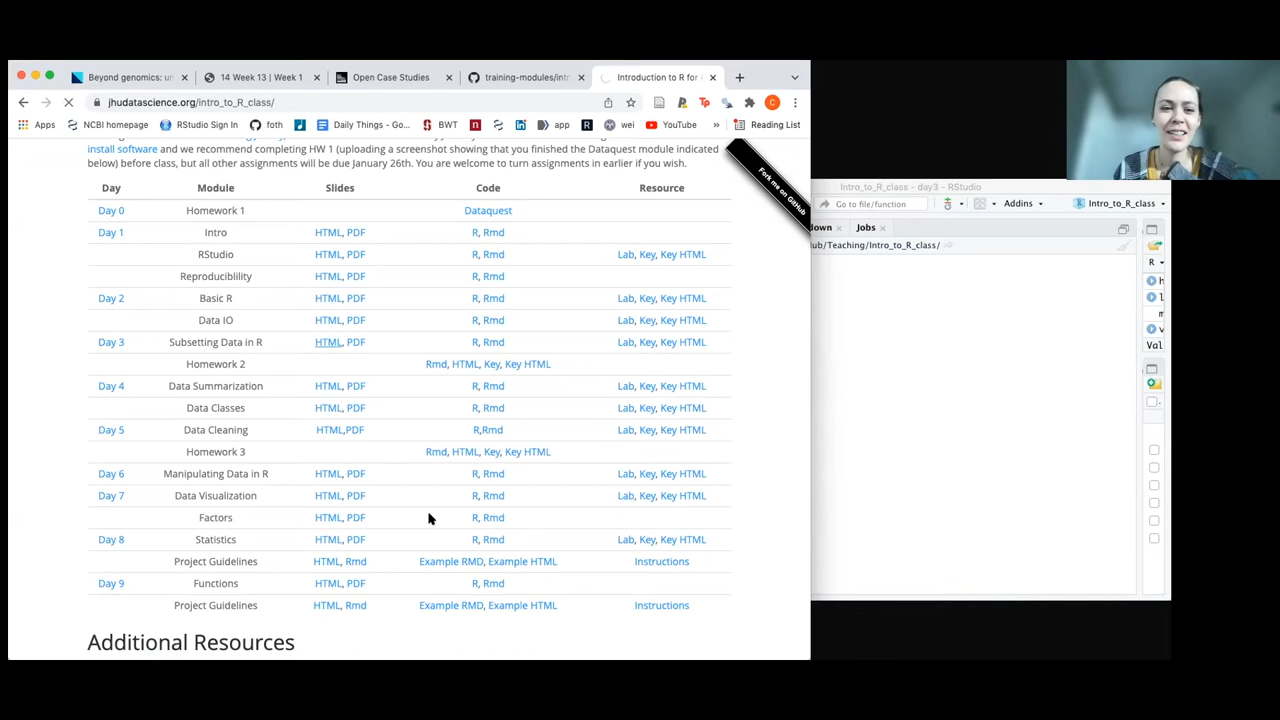 Beyond genomics: un
14 Week 13 | Week 1
Open Case Studies
training-modules/intr
Introduction to R for
jhudatascience.org/intro_to_R_class/
Apps NCBI homepage RStudio Sign In foth Daily Things - Go... BWT app wei YouTube » Reading List
install software and we recommend completing HW 1 (uploading a screenshot showing that you finished the Dataquest module indicated
below) before class, but all other assignments will be due January 26th. You are welcome to turn assignments in earlier if you wish.
Fork me on GitHub
Day Module Slides Code Resource
Day 0 Homework 1 Dataquest
Day 1 Intro HTML, PDF R, Rmd
RStudio HTML, PDF R, Rmd Lab, Key, Key HTML
Reproducibility HTML, PDF R, Rmd
Day 2 Basic R HTML, PDF R, Rmd Lab, Key, Key HTML
Data IO HTML, PDF R, Rmd Lab, Key, Key HTML
Day 3 Subsetting Data in R HTML, PDF R, Rmd Lab, Key, Key HTML
Homework 2 Rmd, HTML, Key, Key HTML
Day 4 Data Summarization HTML, PDF R, Rmd Lab, Key, Key HTML
Data Classes HTML, PDF R, Rmd Lab, Key, Key HTML
Day 5 Data Cleaning HTML,PDF R,Rmd Lab, Key, Key HTML
Homework 3 Rmd, HTML, Key, Key HTML
Day 6 Manipulating Data in R HTML, PDF R, Rmd Lab, Key, Key HTML
Day 7 Data Visualization HTML, PDF R, Rmd Lab, Key, Key HTML
Factors HTML, PDF R, Rmd
Day 8 Statistics HTML, PDF R, Rmd Lab, Key, Key HTML
Project Guidelines HTML, Rmd Example RMD, Example HTML Instructions
Day 9 Functions HTML, PDF R, Rmd
Project Guidelines HTML, Rmd Example RMD, Example HTML Instructions
Additional Resources
Intro_to_R_class - day3 - RStudio
Go to file/function Addins Intro_to_R_class
down Jobs
ub/Teaching/Intro_to_R_class/
R
Val